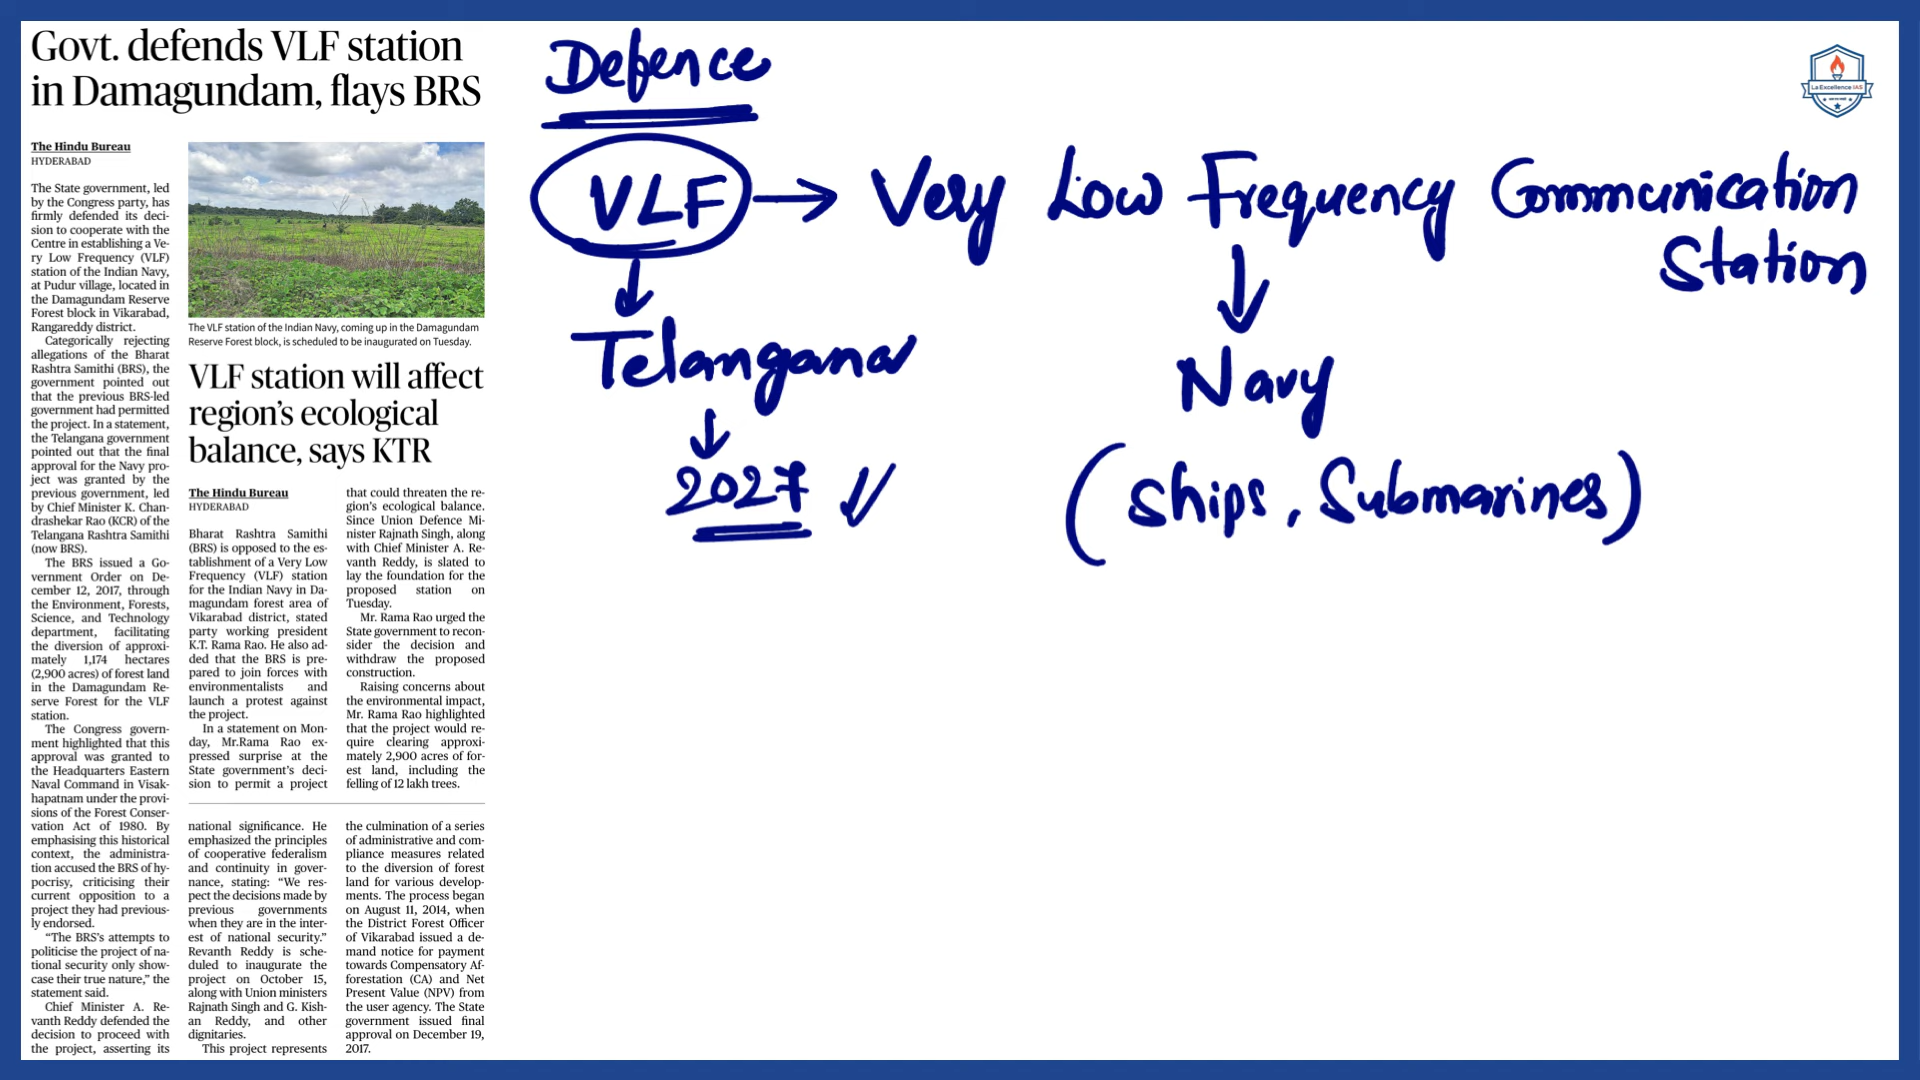 Govt. defends VLF station
in Damagundam, flays BRS
The Hindu Bureau
HYDERABAD
The State government, led
by the Congress party, has
firmly defended its deci-
sion to cooperate with the
Centre in establishing a Ve-
ry Low Frequency (VLF)
station of the Indian Navy,
at Pudur village, located in
the Damagundam Reserve
Forest block in Vikarabad,
Rangareddy district.
Categorically rejecting
allegations of the Bharat
Rashtra Samithi (BRS), the
government pointed out
that the previous BRS-led
government had permitted
the project. In a statement,
the Telangana government
pointed out that the final
approval for the Navy pro-
ject was granted by the
previous government, led
by Chief Minister K. Chan-
drashekar Rao (KCR) of the
Telangana Rashtra Samithi
(now BRS).
The BRS issued a Go-
vernment Order on De-
cember 12, 2017, through
the Environment, Forests,
Science, and Technology
department, facilitating
the diversion of approxi-
mately 1,174 hectares
(2,900 acres) of forest land
in the Damagundam Re-
serve Forest for the VLF
station.
The Congress govern-
ment highlighted that this
approval was granted to
the Headquarters Eastern
Naval Command in Visak-
hapatnam under the provi-
sions of the Forest Conser-
vation Act of 1980. By
emphasising this historical
context, the administra-
tion accused the BRS of hy-
pocrisy, criticising their
current opposition to a
project they had previous-
ly endorsed.
“The BRS’s attempts to
politicise the project of na-
tional security only show-
case their true nature,” the
statement said.
Chief Minister A. Re-
vanth Reddy defended the
decision to proceed with
the project, asserting its
The VLF station of the Indian Navy, coming up in the Damagundam
Reserve Forest block, is scheduled to be inaugurated on Tuesday.
VLF station will affect
region’s ecological
balance, says KTR
The Hindu Bureau
HYDERABAD
Bharat Rashtra Samithi
(BRS) is opposed to the es-
tablishment of a Very Low
Frequency (VLF) station
for the Indian Navy in Da-
magundam forest area of
Vikarabad district, stated
party working president
K.T. Rama Rao. He also ad-
ded that the BRS is pre-
pared to join forces with
environmentalists and
launch a protest against
the project.
In a statement on Mon-
day, Mr.Rama Rao ex-
pressed surprise at the
State government’s deci-
sion to permit a project
that could threaten the re-
gion’s ecological balance.
Since Union Defence Mi-
nister Rajnath Singh, along
with Chief Minister A. Re-
vanth Reddy, is slated to
lay the foundation for the
proposed station on
Tuesday.
Mr. Rama Rao urged the
State government to recon-
sider the decision and
withdraw the proposed
construction.
Raising concerns about
the environmental impact,
Mr. Rama Rao highlighted
that the project would re-
quire clearing approxi-
mately 2,900 acres of for-
est land, including the
felling of 12 lakh trees.
national significance. He
emphasized the principles
of cooperative federalism
and continuity in gover-
nance, stating: “We res-
pect the decisions made by
previous governments
when they are in the inter-
est of national security.”
Revanth Reddy is sche-
duled to inaugurate the
project on October 15,
along with Union ministers
Rajnath Singh and G. Kish-
an Reddy, and other
dignitaries.
This project represents
the culmination of a series
of administrative and com-
pliance measures related
to the diversion of forest
land for various develop-
ments. The process began
on August 11, 2014, when
the District Forest Officer
of Vikarabad issued a de-
mand notice for payment
towards Compensatory Af-
forestation (CA) and Net
Present Value (NPV) from
the user agency. The State
government issued final
approval on December 19,
2017.
Defence
VLF → Very Low Frequency Communication
Station
Telangana
Navy
2027
(Ships, Submarines)
La Excellence IAS